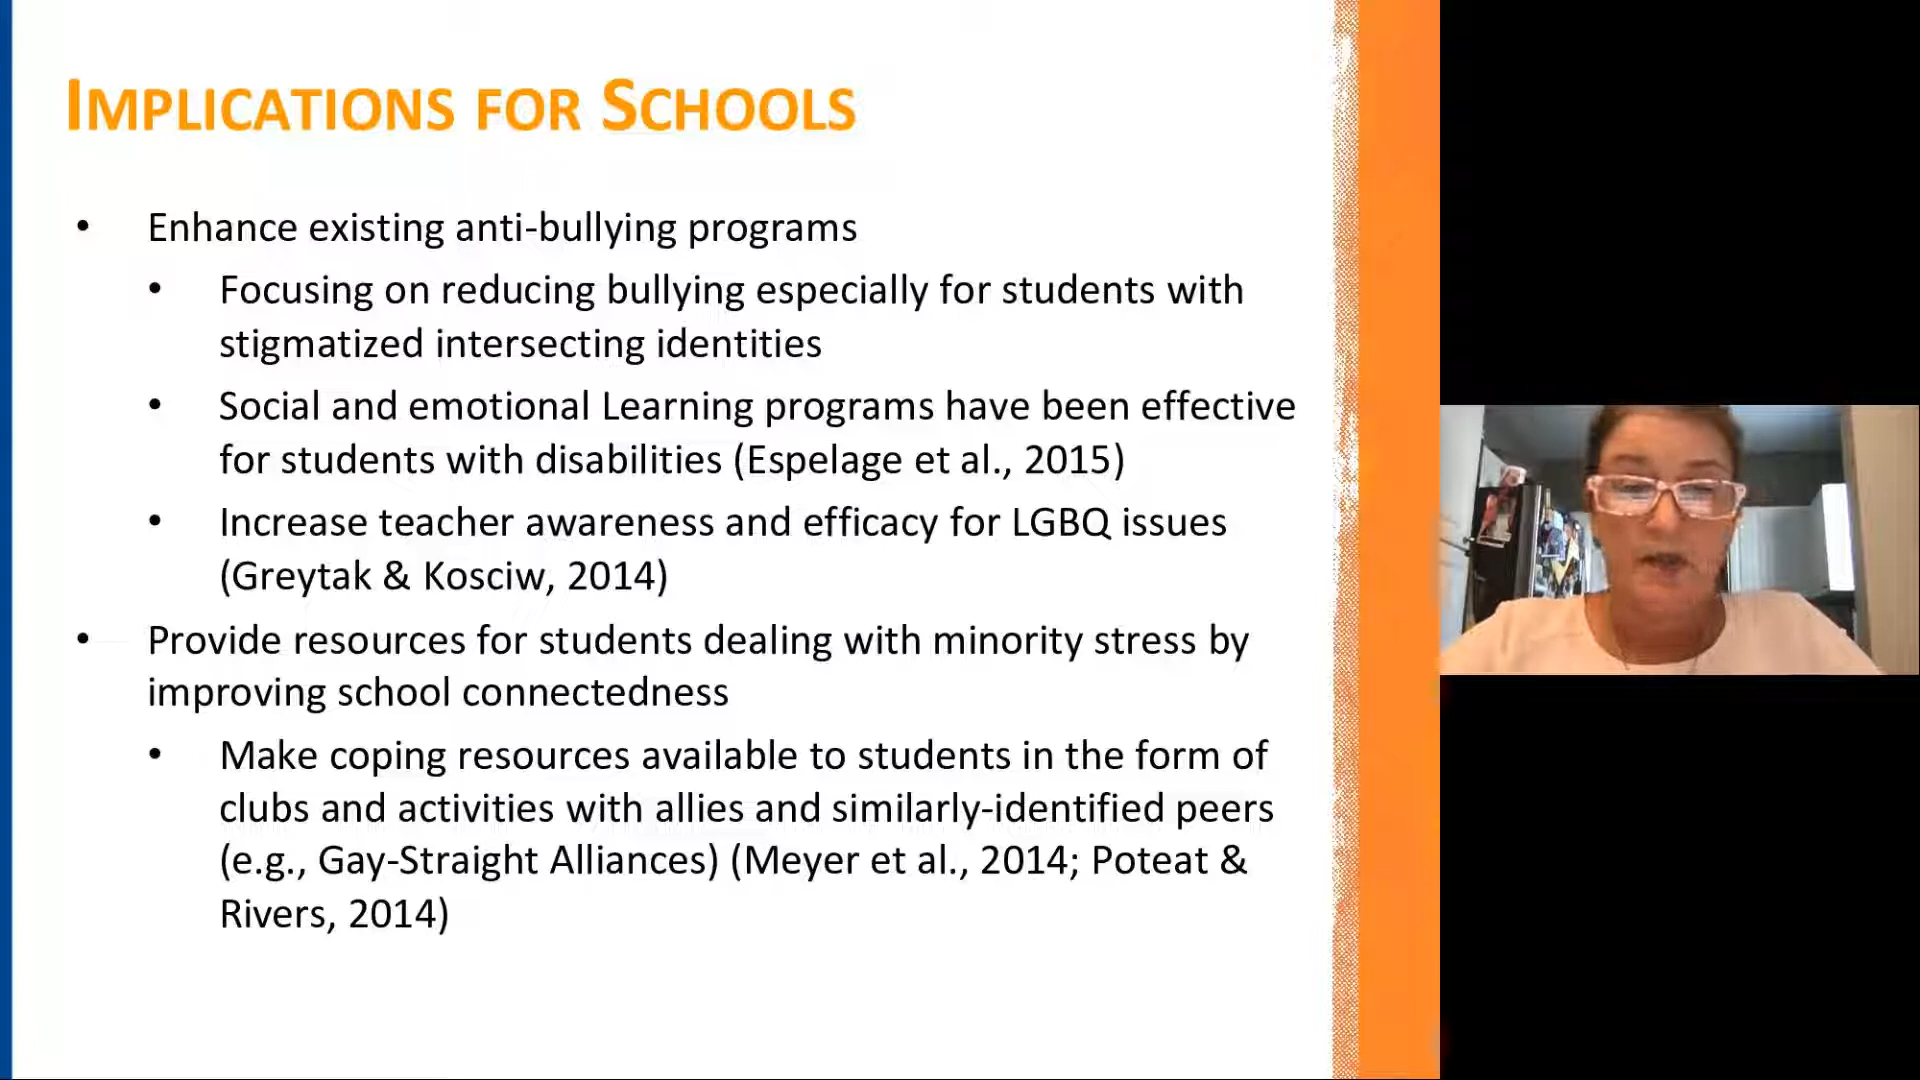 IMPLICATIONS FOR SCHOOLS
• Enhance existing anti-bullying programs
• Focusing on reducing bullying especially for students with
stigmatized intersecting identities
• Social and emotional Learning programs have been effective
for students with disabilities (Espelage et al., 2015)
• Increase teacher awareness and efficacy for LGBQ issues
(Greytak & Kosciw, 2014)
• Provide resources for students dealing with minority stress by
improving school connectedness
• Make coping resources available to students in the form of
clubs and activities with allies and similarly-identified peers
(e.g., Gay-Straight Alliances) (Meyer et al., 2014; Poteat &
Rivers, 2014)